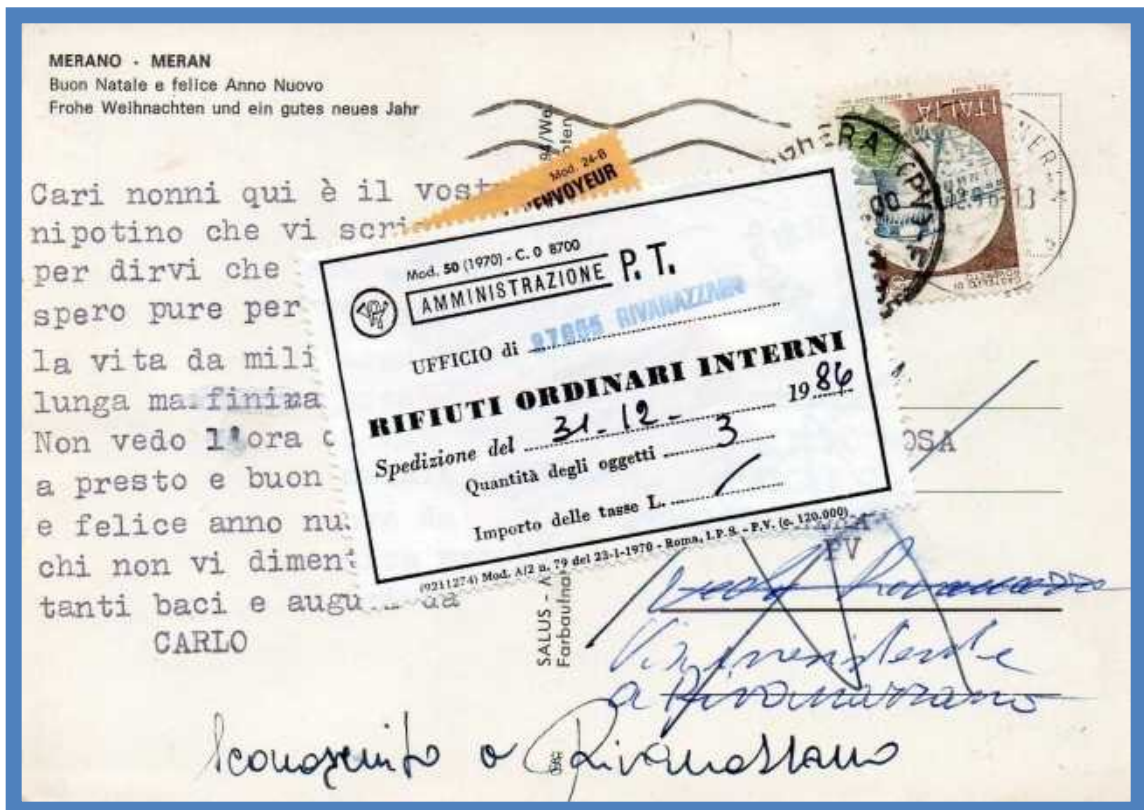 MERANO - MERAN
Buon Natale e felice Anno Nuovo
Frohe Weihnachten und ein gutes neues Jahr
Cari nonni qui è il vost
nipotino che vi scri
per dirvi che
spero pure per
la vita da mili
lunga ma finira
Non vedo l'ora
a presto e buon
e felice anno nu
chi non vi diment
tanti baci e augu da
CARLO
Mod. 24-B
ENVOYEUR
Mod. 50 (1970) - C. 0 8700
AMMINISTRAZIONE P. T.
UFFICIO di RIVANAZZANO
RIFIUTI ORDINARI INTERNI
Spedizione del 31-12- 1986
Quantità degli oggetti 3
Importo delle tasse L.
(9211274) Mod. A/2 n. 79 del 23-1-1970 - Roma, I.P.S. - P.V. (c. 120.000)
ITALIA
GHERA
OSA
PV
SALUS - A
a Rivanazzano
Sconosciuto a Rivanazzano